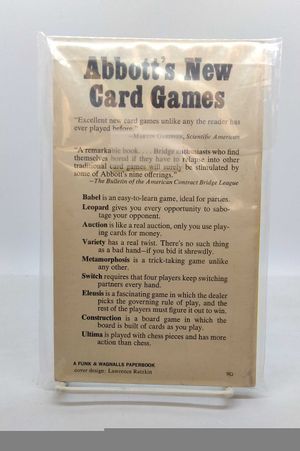 Abbott's New
Card Games
"Excellent new card games unlike any the reader has
ever played before."
—MARTIN GARDNER, Scientific American
"A remarkable book. . . . Bridge enthusiasts who find
themselves bored if they have to relapse into other
traditional card games will surely be stimulated by
some of Abbott's nine offerings."
—The Bulletin of the American Contract Bridge League
Babel is an easy-to-learn game, ideal for parties.
Leopard gives you every opportunity to sabo-
tage your opponent.
Auction is like a real auction, only you use play-
ing cards for money.
Variety has a real twist. There's no such thing
as a bad hand—if you bid it shrewdly.
Metamorphosis is a trick-taking game unlike
any other.
Switch requires that four players keep switching
partners every hand.
Eleusis is a fascinating game in which the dealer
picks the governing rule of play, and the
rest of the players must figure it out to win.
Construction is a board game in which the
board is built of cards as you play.
Ultima is played with chess pieces and has more
action than chess.
A FUNK & WAGNALLS PAPERBOOK
cover design: Lawrence Ratzkin